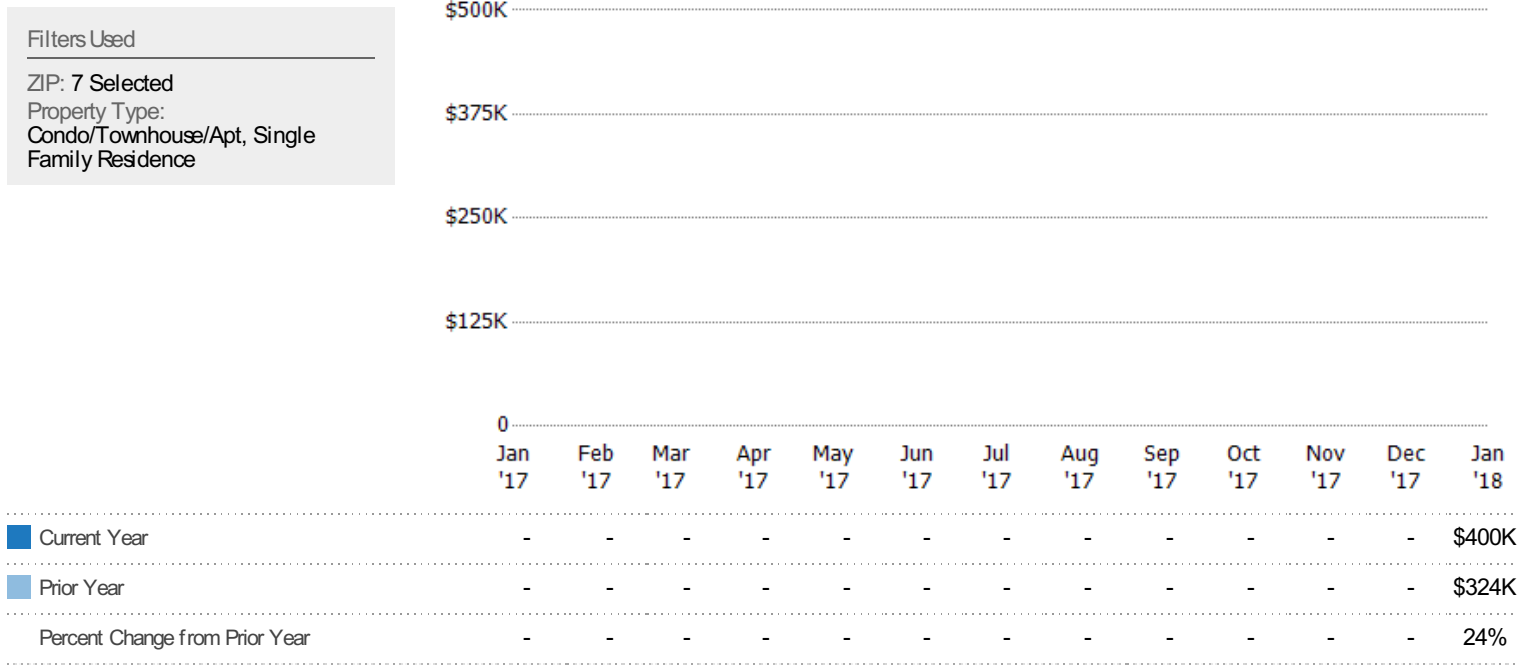 Filters Used
ZIP: 7 Selected
Property Type:
Condo/Townhouse/Apt, Single
Family Residence
$500K
$375K
$250K
$125K
0
Jan Feb Mar Apr May Jun Jul Aug Sep Oct Nov Dec Jan
'17 '17 '17 '17 '17 '17 '17 '17 '17 '17 '17 '17 '18
Current Year - - - - - - - - - - - - $400K
Prior Year - - - - - - - - - - - - $324K
Percent Change from Prior Year - - - - - - - - - - - - 24%